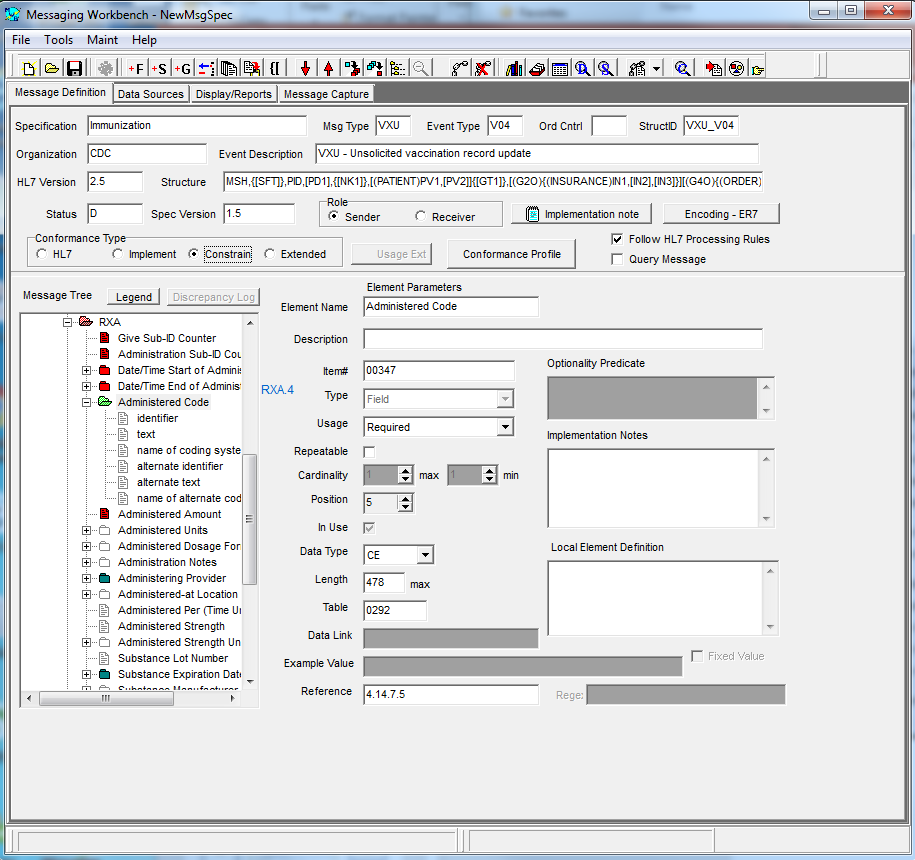 Messaging Workbench - NewMsgSpec
File Tools Maint Help
+F +S +G
Message Definition Data Sources Display/Reports Message Capture
Specification Immunization Msg Type VXU Event Type V04 Ord Cntrl StructID VXU_V04
Organization CDC Event Description VXU - Unsolicited vaccination record update
HL7 Version 2.5 Structure MSH,{[SFT]},PID,[PD1],{[NK1]},[(PATIENT)PV1,[PV2]]{[GT1]},[(G2O){(INSURANCE)IN1,[IN2],[IN3]}][(G4O){(ORDER)
Status D Spec Version 1.5 Role Sender Receiver Implementation note Encoding - ER7
Conformance Type HL7 Implement Constrain Extended Usage Ext Conformance Profile
Follow HL7 Processing Rules
Query Message
Message Tree Legend Discrepancy Log
RXA
Give Sub-ID Counter
Administration Sub-ID Cou
Date/Time Start of Adminis
Date/Time End of Administ
Administered Code
identifier
text
name of coding syste
alternate identifier
alternate text
name of alternate cod
Administered Amount
Administered Units
Administered Dosage Forr
Administration Notes
Administering Provider
Administered-at Location
Administered Per (Time Ur
Administered Strength
Administered Strength Un
Substance Lot Number
Substance Expiration Date
Substance Manufacturer
RXA.4
Element Parameters
Element Name Administered Code
Description
Item# 00347
Type Field
Usage Required
Repeatable
Cardinality 1 max 1 min
Position 5
In Use
Data Type CE
Length 478 max
Table 0292
Data Link
Example Value Fixed Value
Reference 4.14.7.5 Rege:
Optionality Predicate
Implementation Notes
Local Element Definition